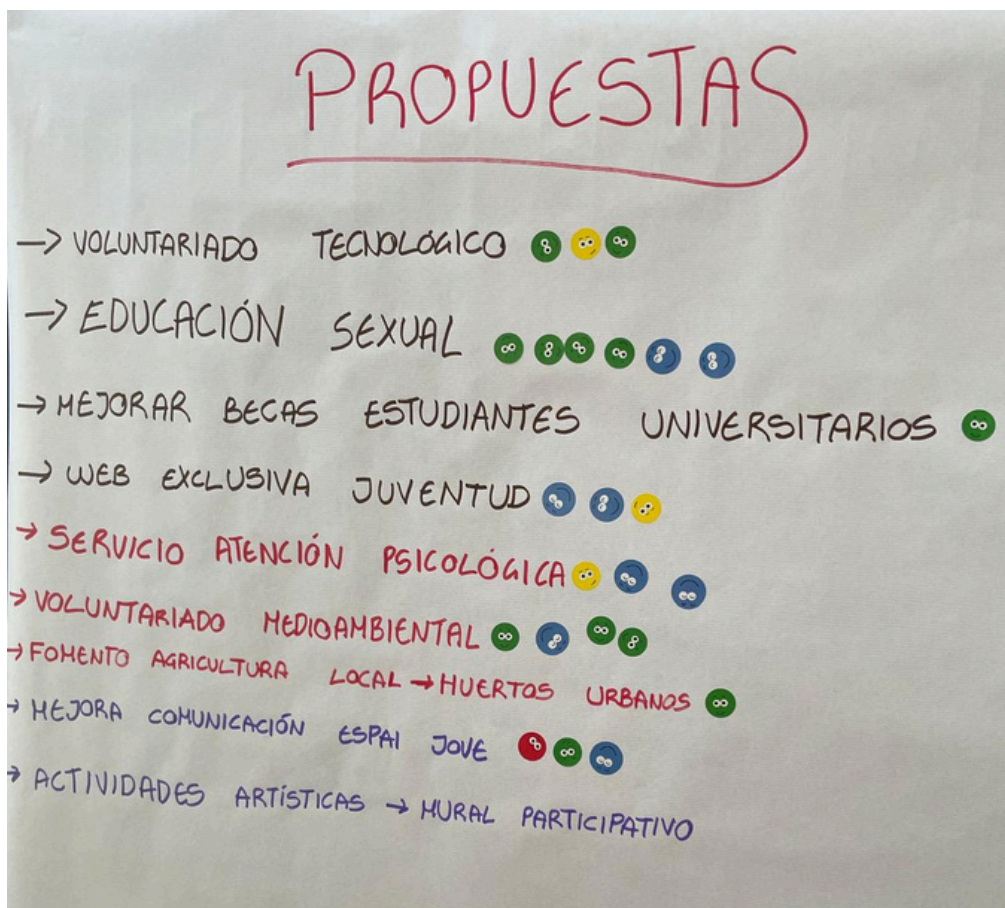 PROPUESTAS
→ VOLUNTARIADO TECNOLÓGICO
→ EDUCACIÓN SEXUAL
→ MEJORAR BECAS ESTUDIANTES UNIVERSITARIOS
→ WEB EXCLUSIVA JUVENTUD
→ SERVICIO ATENCIÓN PSICOLÓGICA
→ VOLUNTARIADO MEDIOAMBIENTAL
→ FOMENTO AGRICULTURA LOCAL → HUERTOS URBANOS
→ MEJORA COMUNICACIÓN ESPAI JOVE
→ ACTIVIDADES ARTÍSTICAS → MURAL PARTICIPATIVO